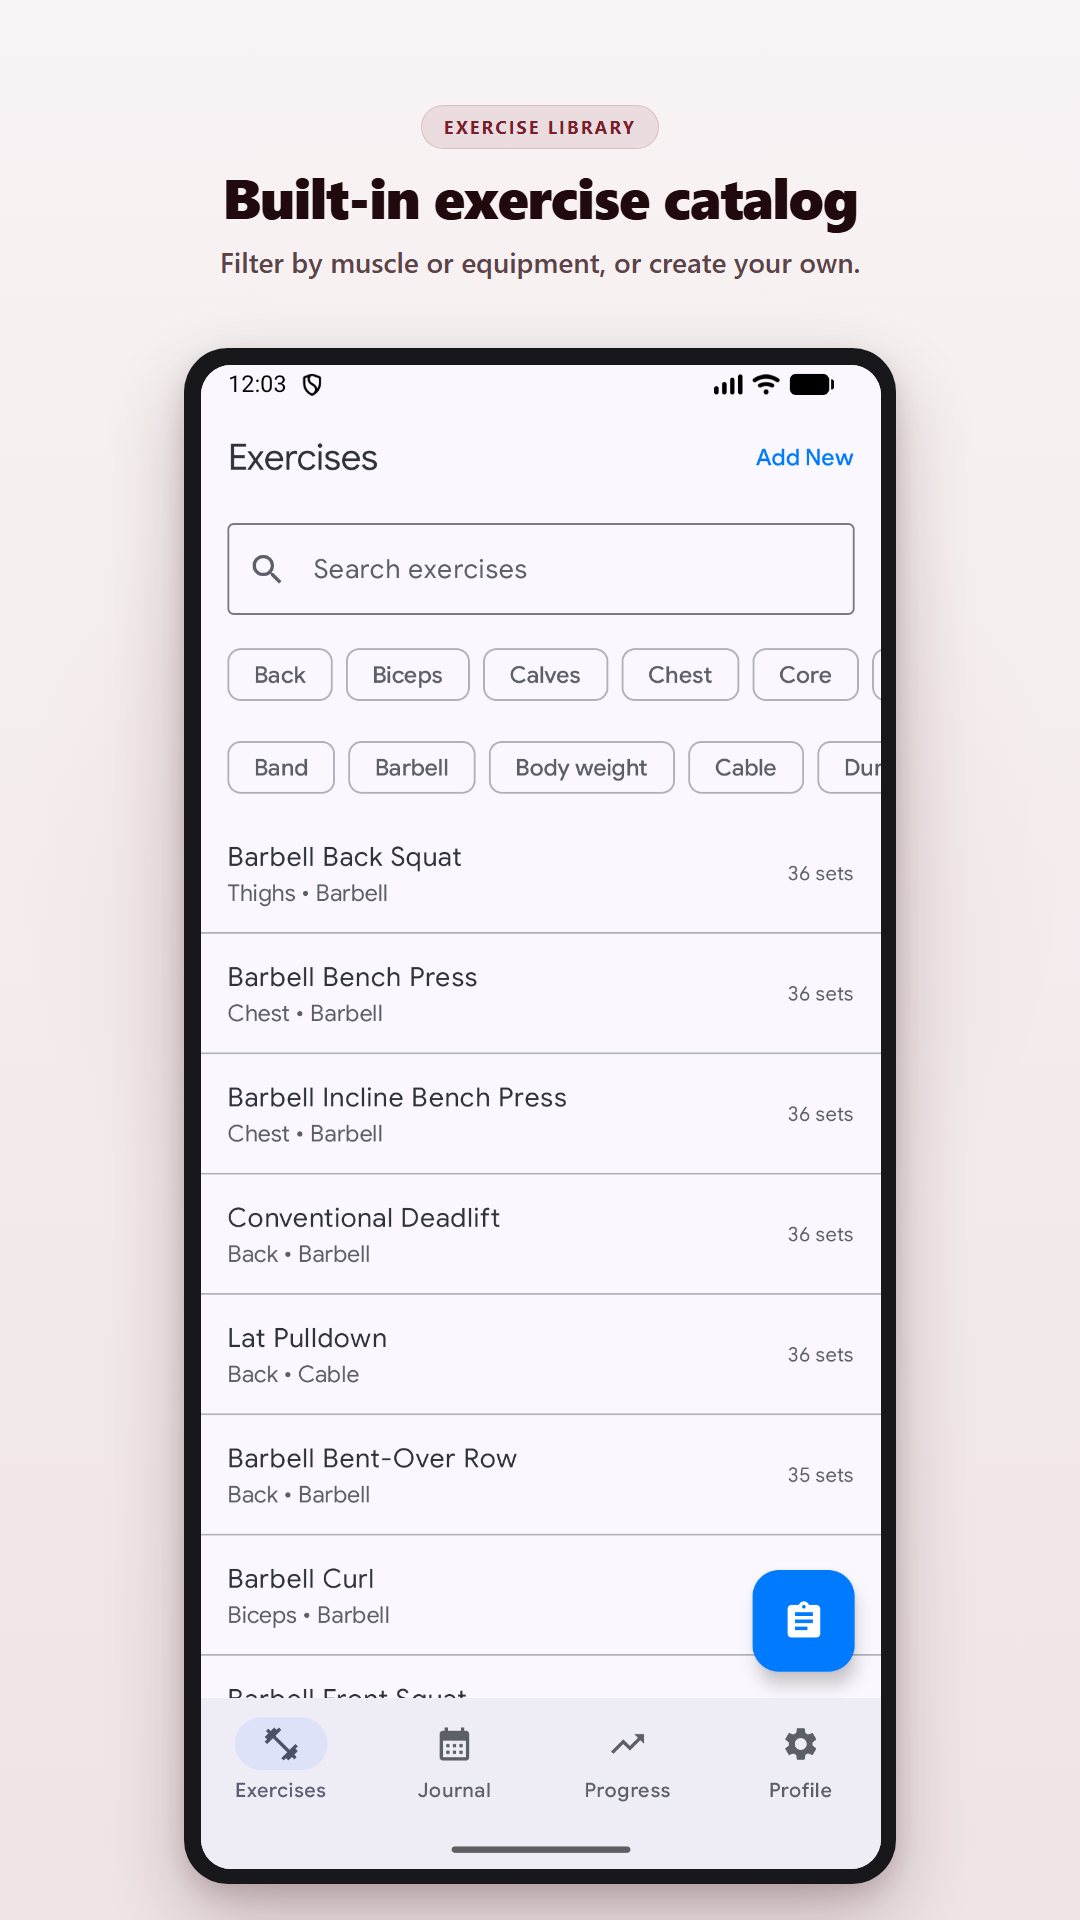 EXERCISE LIBRARY
Built-in exercise catalog
Filter by muscle or equipment, or create your own.
12:03
Exercises
Add New
Search exercises
Back
Biceps
Calves
Chest
Core
Band
Barbell
Body weight
Cable
Dur
Barbell Back Squat
Thighs • Barbell
36 sets
Barbell Bench Press
Chest • Barbell
36 sets
Barbell Incline Bench Press
Chest • Barbell
36 sets
Conventional Deadlift
Back • Barbell
36 sets
Lat Pulldown
Back • Cable
36 sets
Barbell Bent-Over Row
Back • Barbell
35 sets
Barbell Curl
Biceps • Barbell
Barbell Front Squat
Exercises
Journal
Progress
Profile